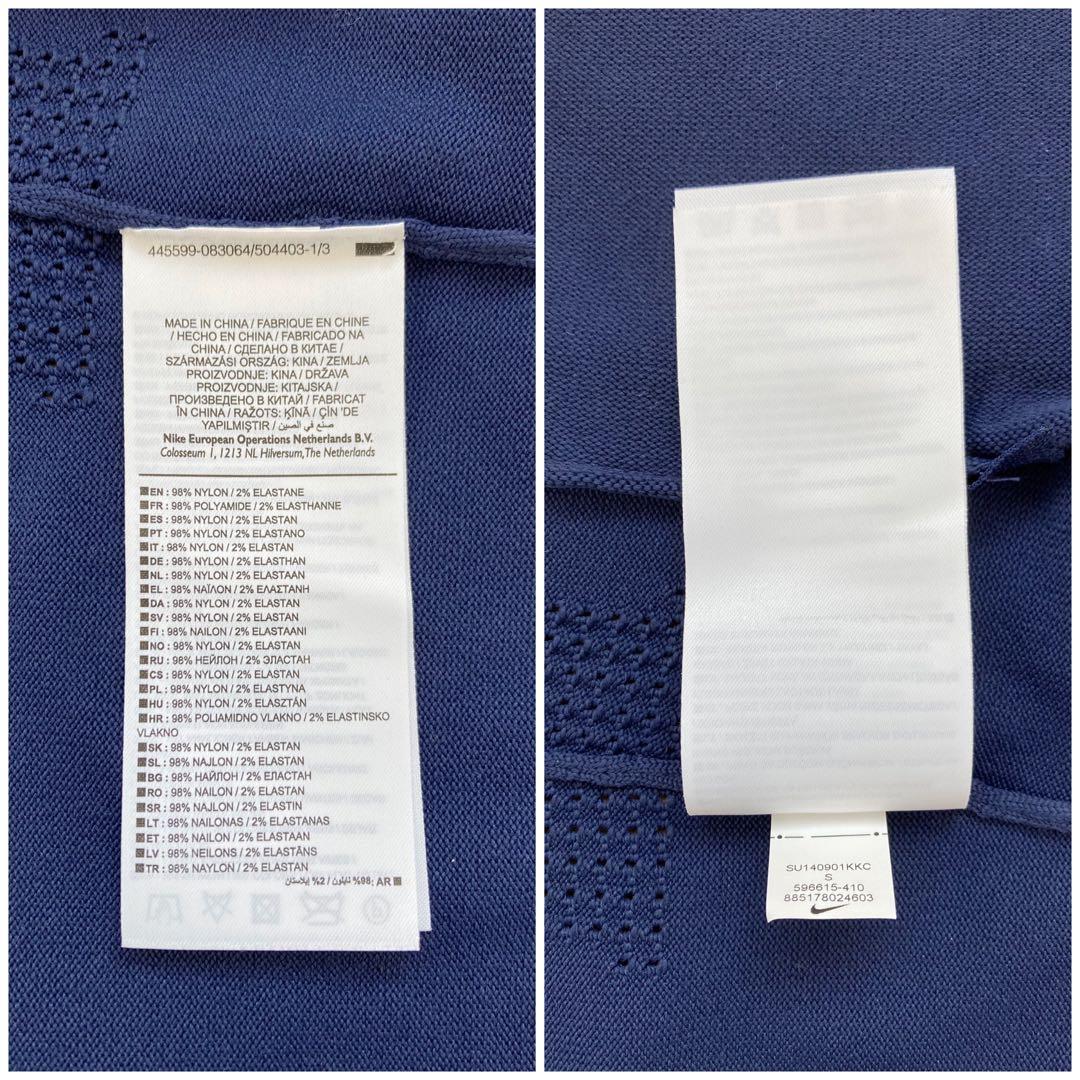 445599-083064/504403-1/3
MADE IN CHINA / FABRIQUE EN CHINE
/ HECHO EN CHINA / FABRICADO NA
CHINA / СДЕЛАНО В КИТАЕ /
SZÁRMAZÁSI ORSZÁG: KINA / ZEMLJA
PROIZVODNJE: KINA / DRŽAVA
PROIZVODNJE: KITAJSKA /
ПРОИЗВЕДЕНО В КИТАЙ / FABRICAT
ÎN CHINA / RAŽOTS: ĶĪNĀ / ÇİN 'DE
YAPILMIŞTIR / صنع في الصين
Nike European Operations Netherlands B.V.
Colosseum 1, 1213 NL Hilversum, The Netherlands
EN : 98% NYLON / 2% ELASTANE
FR : 98% POLYAMIDE / 2% ELASTHANNE
ES : 98% NYLON / 2% ELASTAN
PT : 98% NYLON / 2% ELASTANO
IT : 98% NYLON / 2% ELASTAN
DE : 98% NYLON / 2% ELASTHAN
NL : 98% NYLON / 2% ELASTAAN
EL : 98% ΝΑΪΛΟΝ / 2% ΕΛΑΣΤΑΝΗ
DA : 98% NYLON / 2% ELASTAN
SV : 98% NYLON / 2% ELASTAN
FI : 98% NAILON / 2% ELASTAANI
NO : 98% NYLON / 2% ELASTAN
RU : 98% НЕЙЛОН / 2% ЭЛАСТАН
CS : 98% NYLON / 2% ELASTAN
PL : 98% NYLON / 2% ELASTYNA
HU : 98% NYLON / 2% ELASZTÁN
HR : 98% POLIAMIDNO VLAKNO / 2% ELASTINSKO
VLAKNO
SK : 98% NYLON / 2% ELASTAN
SL : 98% NAJLON / 2% ELASTAN
BG : 98% НАЙЛОН / 2% ЕЛАСТАН
RO : 98% NAILON / 2% ELASTAN
SR : 98% NAJLON / 2% ELASTIN
LT : 98% NAILONAS / 2% ELASTANAS
ET : 98% NAILON / 2% ELASTAAN
LV : 98% NEILONS / 2% ELASTĀNS
TR : 98% NAYLON / 2% ELASTAN
AR: 98% نايلون / 2% إيلاستان
SU140901KKC
S
596615-410
885178024603